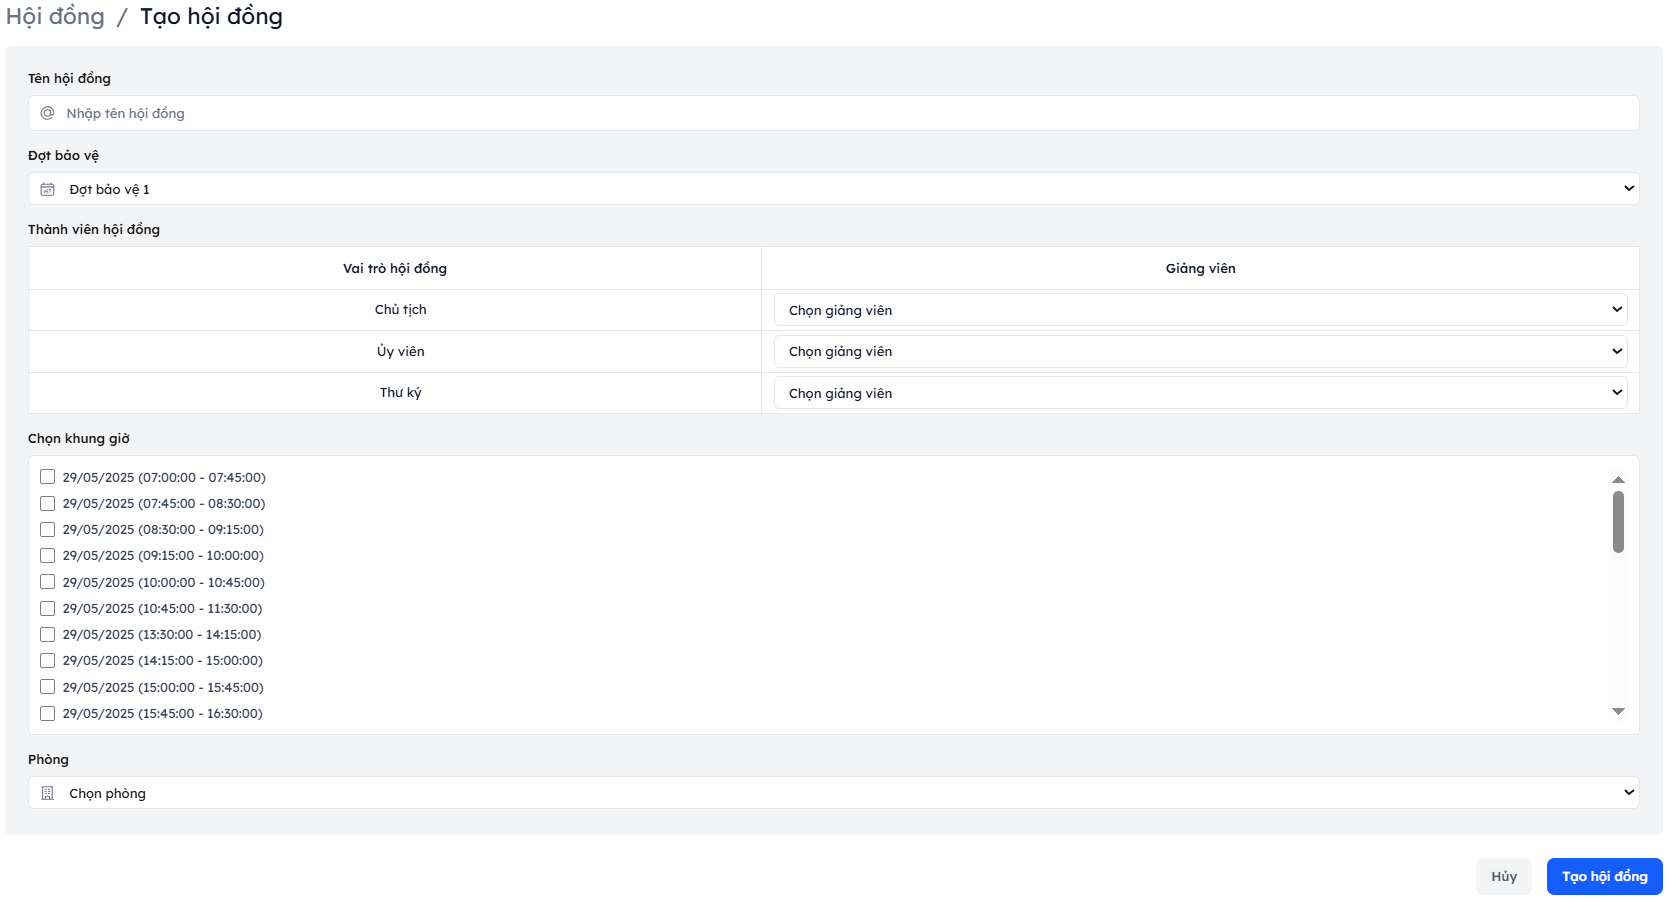 Hội đồng / Tạo hội đồng
Tên hội đồng
Nhập tên hội đồng
Đợt bảo vệ
Đợt bảo vệ 1
Thành viên hội đồng
Vai trò hội đồng Giảng viên
Chủ tịch Chọn giảng viên
Ủy viên Chọn giảng viên
Thư ký Chọn giảng viên
Chọn khung giờ
29/05/2025 (07:00:00 - 07:45:00)
29/05/2025 (07:45:00 - 08:30:00)
29/05/2025 (08:30:00 - 09:15:00)
29/05/2025 (09:15:00 - 10:00:00)
29/05/2025 (10:00:00 - 10:45:00)
29/05/2025 (10:45:00 - 11:30:00)
29/05/2025 (13:30:00 - 14:15:00)
29/05/2025 (14:15:00 - 15:00:00)
29/05/2025 (15:00:00 - 15:45:00)
29/05/2025 (15:45:00 - 16:30:00)
Phòng
Chọn phòng
Hủy Tạo hội đồng